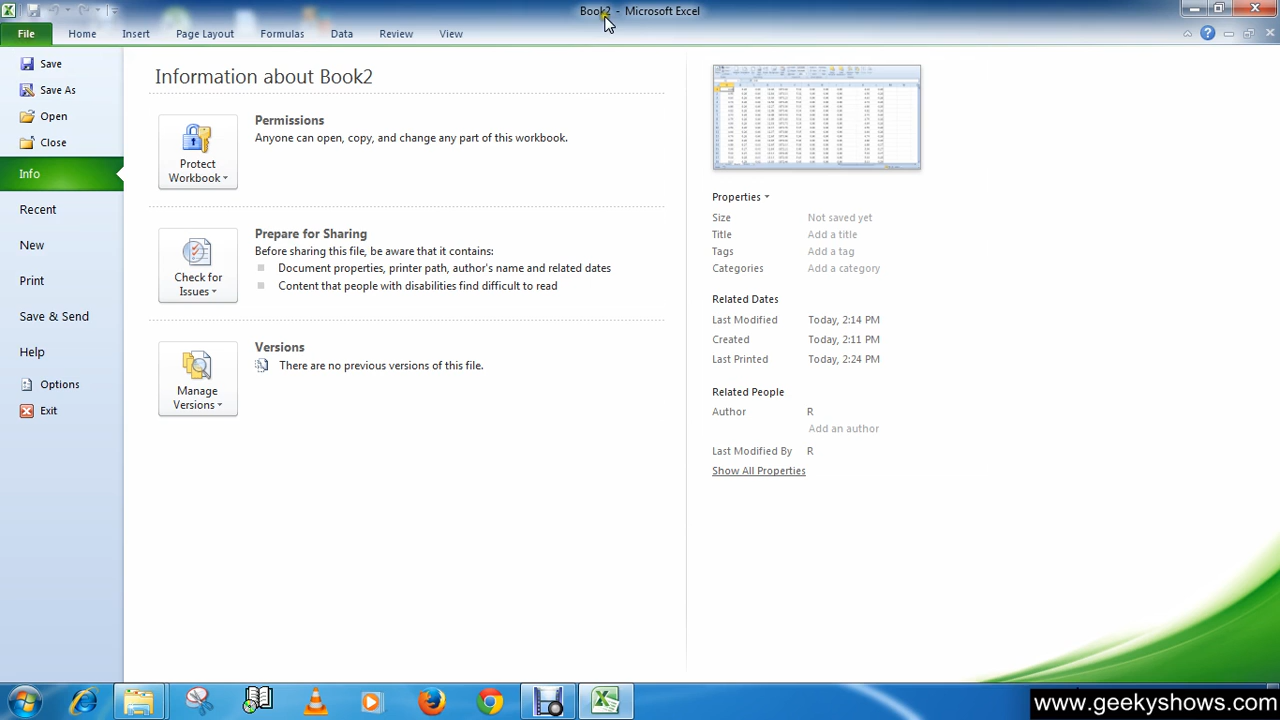 Book2 - Microsoft Excel
File Home Insert Page Layout Formulas Data Review View
Save
Save As
Open
Close
Info
Recent
New
Print
Save & Send
Help
Options
Exit
Information about Book2
Protect
Workbook
Permissions
Anyone can open, copy, and change any part of this workbook.
Check for
Issues
Prepare for Sharing
Before sharing this file, be aware that it contains:
Document properties, printer path, author's name and related dates
Content that people with disabilities find difficult to read
Manage
Versions
Versions
There are no previous versions of this file.
Properties
Size Not saved yet
Title Add a title
Tags Add a tag
Categories Add a category
Related Dates
Last Modified Today, 2:14 PM
Created Today, 2:11 PM
Last Printed Today, 2:24 PM
Related People
Author R
Add an author
Last Modified By R
Show All Properties
www.geekyshows.com